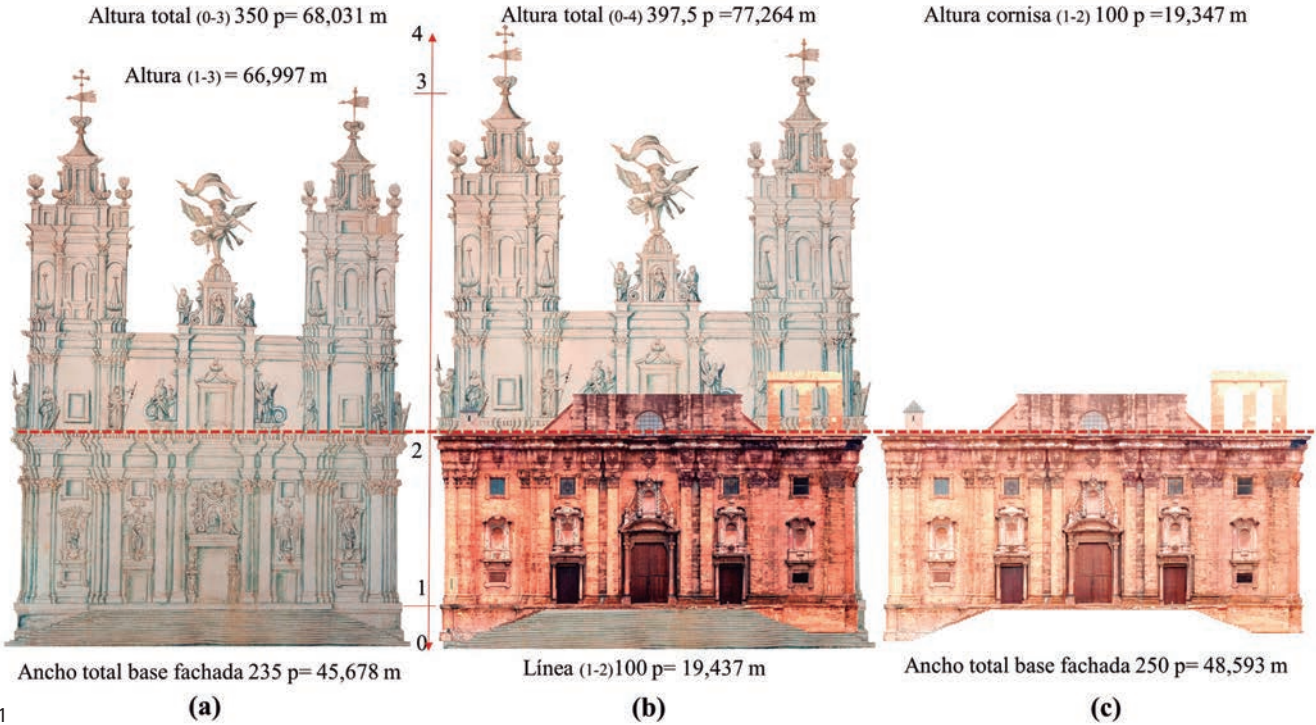 Altura total (0-3) 350 p= 68,031 m
Altura total (0-4) 397,5 p =77,264 m
Altura cornisa (1-2) 100 p =19,347 m
Altura (1-3) = 66,997 m
4
3
2
1
0
Ancho total base fachada 235 p= 45,678 m
Línea (1-2)100 p= 19,437 m
Ancho total base fachada 250 p= 48,593 m
(a)
(b)
(c)
1